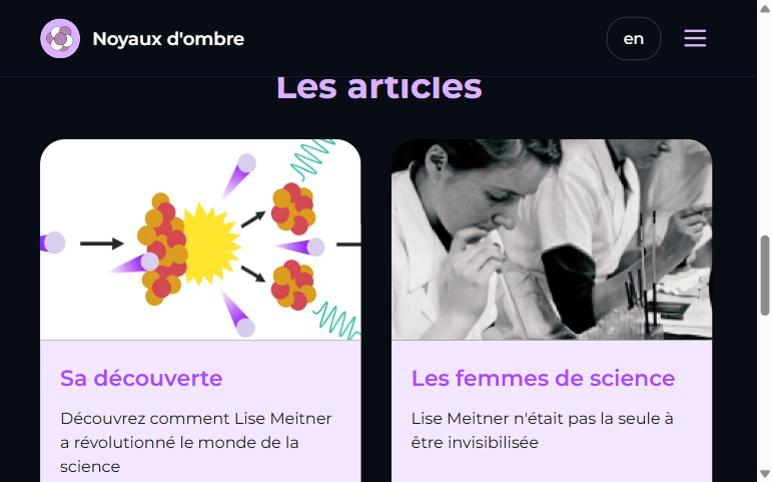 Noyaux d'ombre
en
Les articles
Sa découverte
Découvrez comment Lise Meitner
a révolutionné le monde de la
science
Les femmes de science
Lise Meitner n'était pas la seule à
être invisibilisée